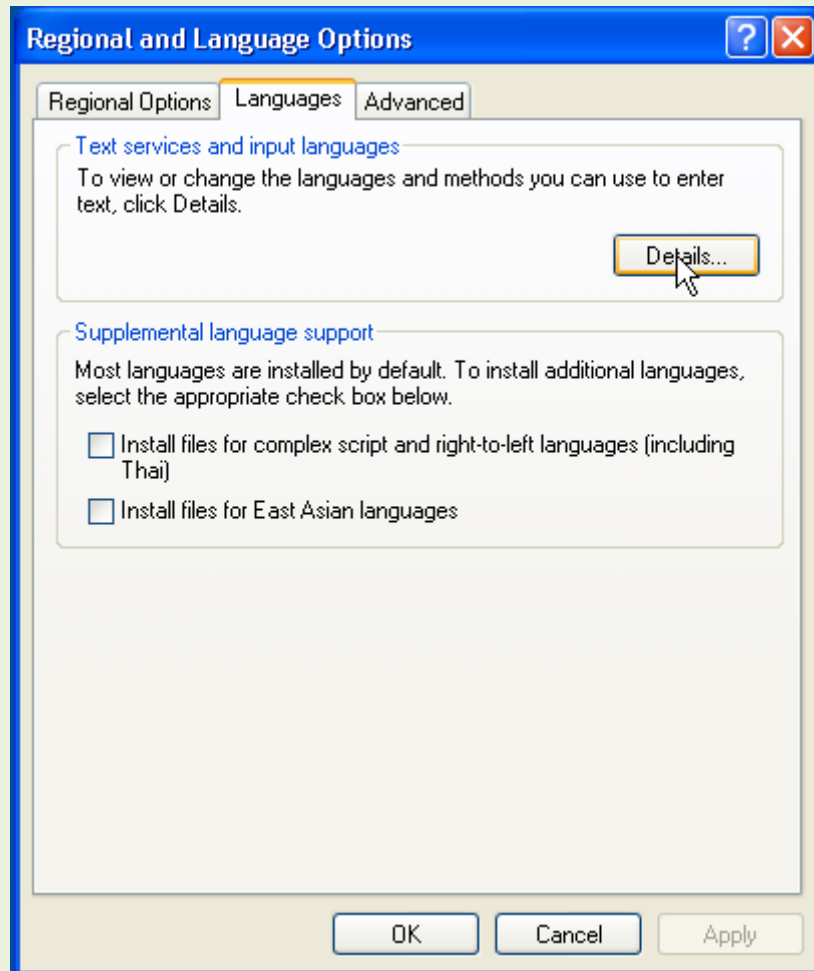 Regional and Language Options
Regional Options
Languages
Advanced
Text services and input languages
To view or change the languages and methods you can use to enter
text, click Details.
Details...
Supplemental language support
Most languages are installed by default. To install additional languages,
select the appropriate check box below.
Install files for complex script and right-to-left languages (including
Thai)
Install files for East Asian languages
OK
Cancel
Apply